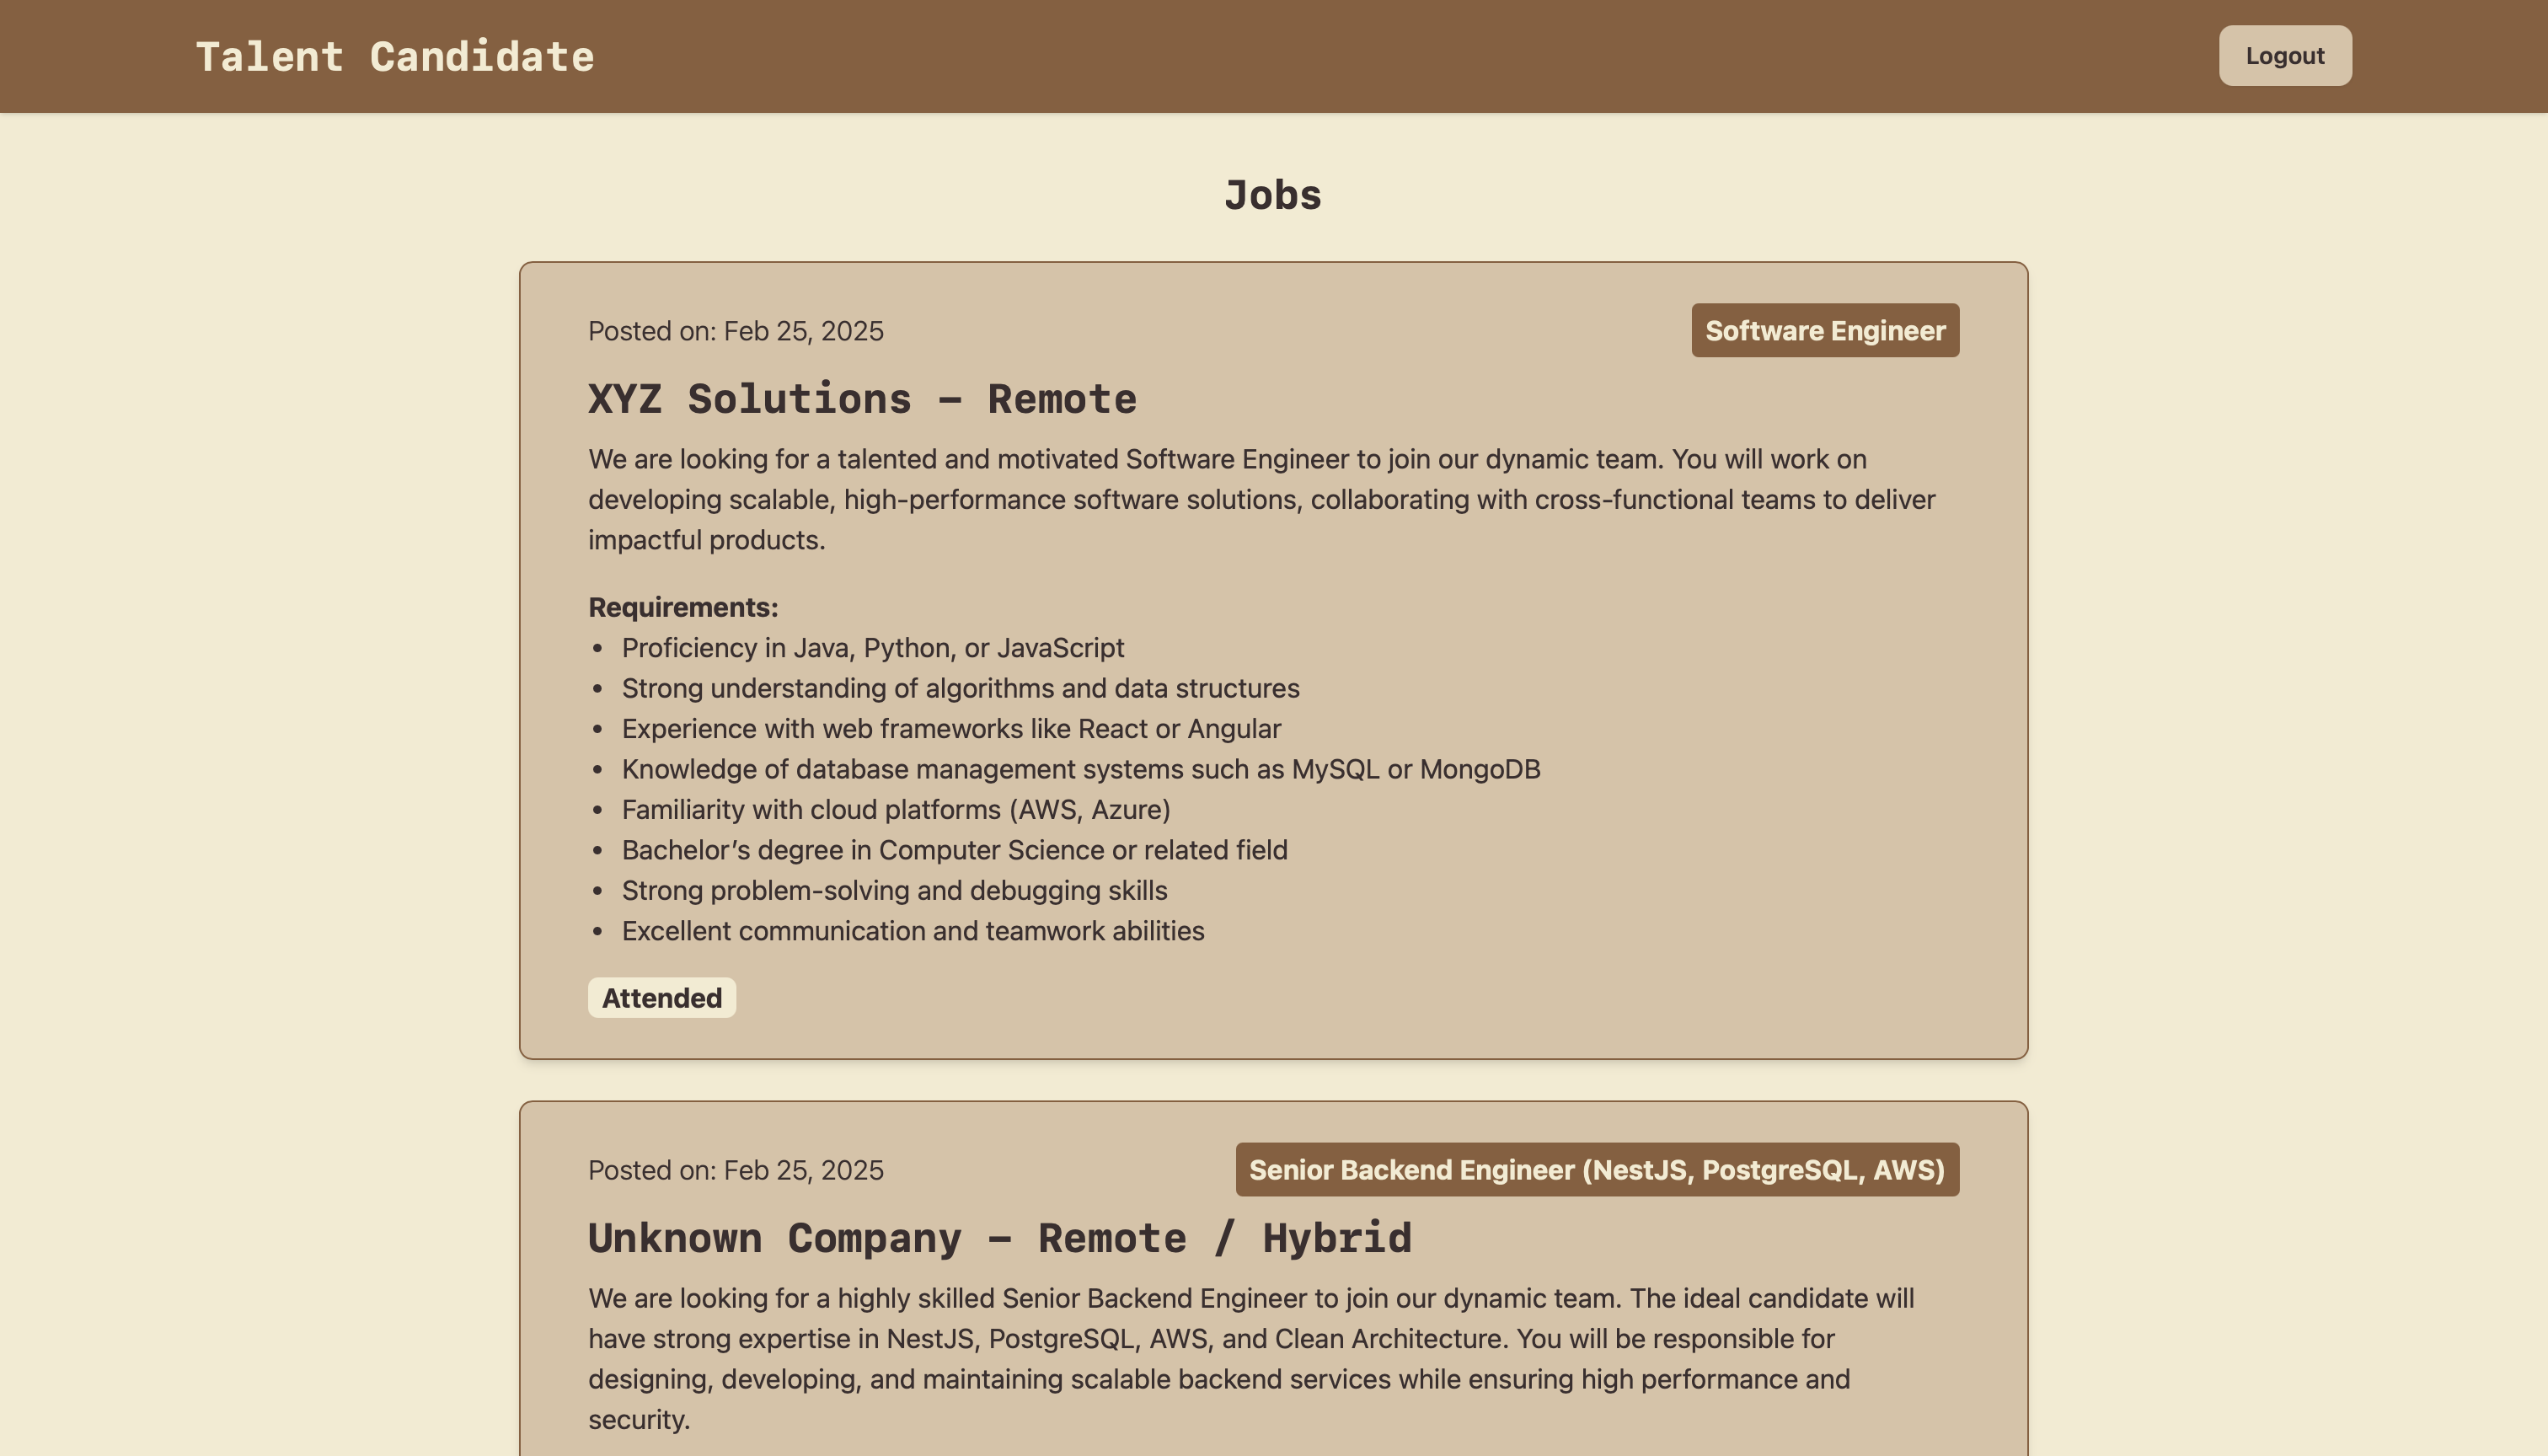 Talent Candidate
Logout
Jobs
Posted on: Feb 25, 2025
Software Engineer
XYZ Solutions – Remote
We are looking for a talented and motivated Software Engineer to join our dynamic team. You will work on
developing scalable, high-performance software solutions, collaborating with cross-functional teams to deliver
impactful products.
Requirements:
• Proficiency in Java, Python, or JavaScript
• Strong understanding of algorithms and data structures
• Experience with web frameworks like React or Angular
• Knowledge of database management systems such as MySQL or MongoDB
• Familiarity with cloud platforms (AWS, Azure)
• Bachelor’s degree in Computer Science or related field
• Strong problem-solving and debugging skills
• Excellent communication and teamwork abilities
Attended
Posted on: Feb 25, 2025
Senior Backend Engineer (NestJS, PostgreSQL, AWS)
Unknown Company – Remote / Hybrid
We are looking for a highly skilled Senior Backend Engineer to join our dynamic team. The ideal candidate will
have strong expertise in NestJS, PostgreSQL, AWS, and Clean Architecture. You will be responsible for
designing, developing, and maintaining scalable backend services while ensuring high performance and
security.